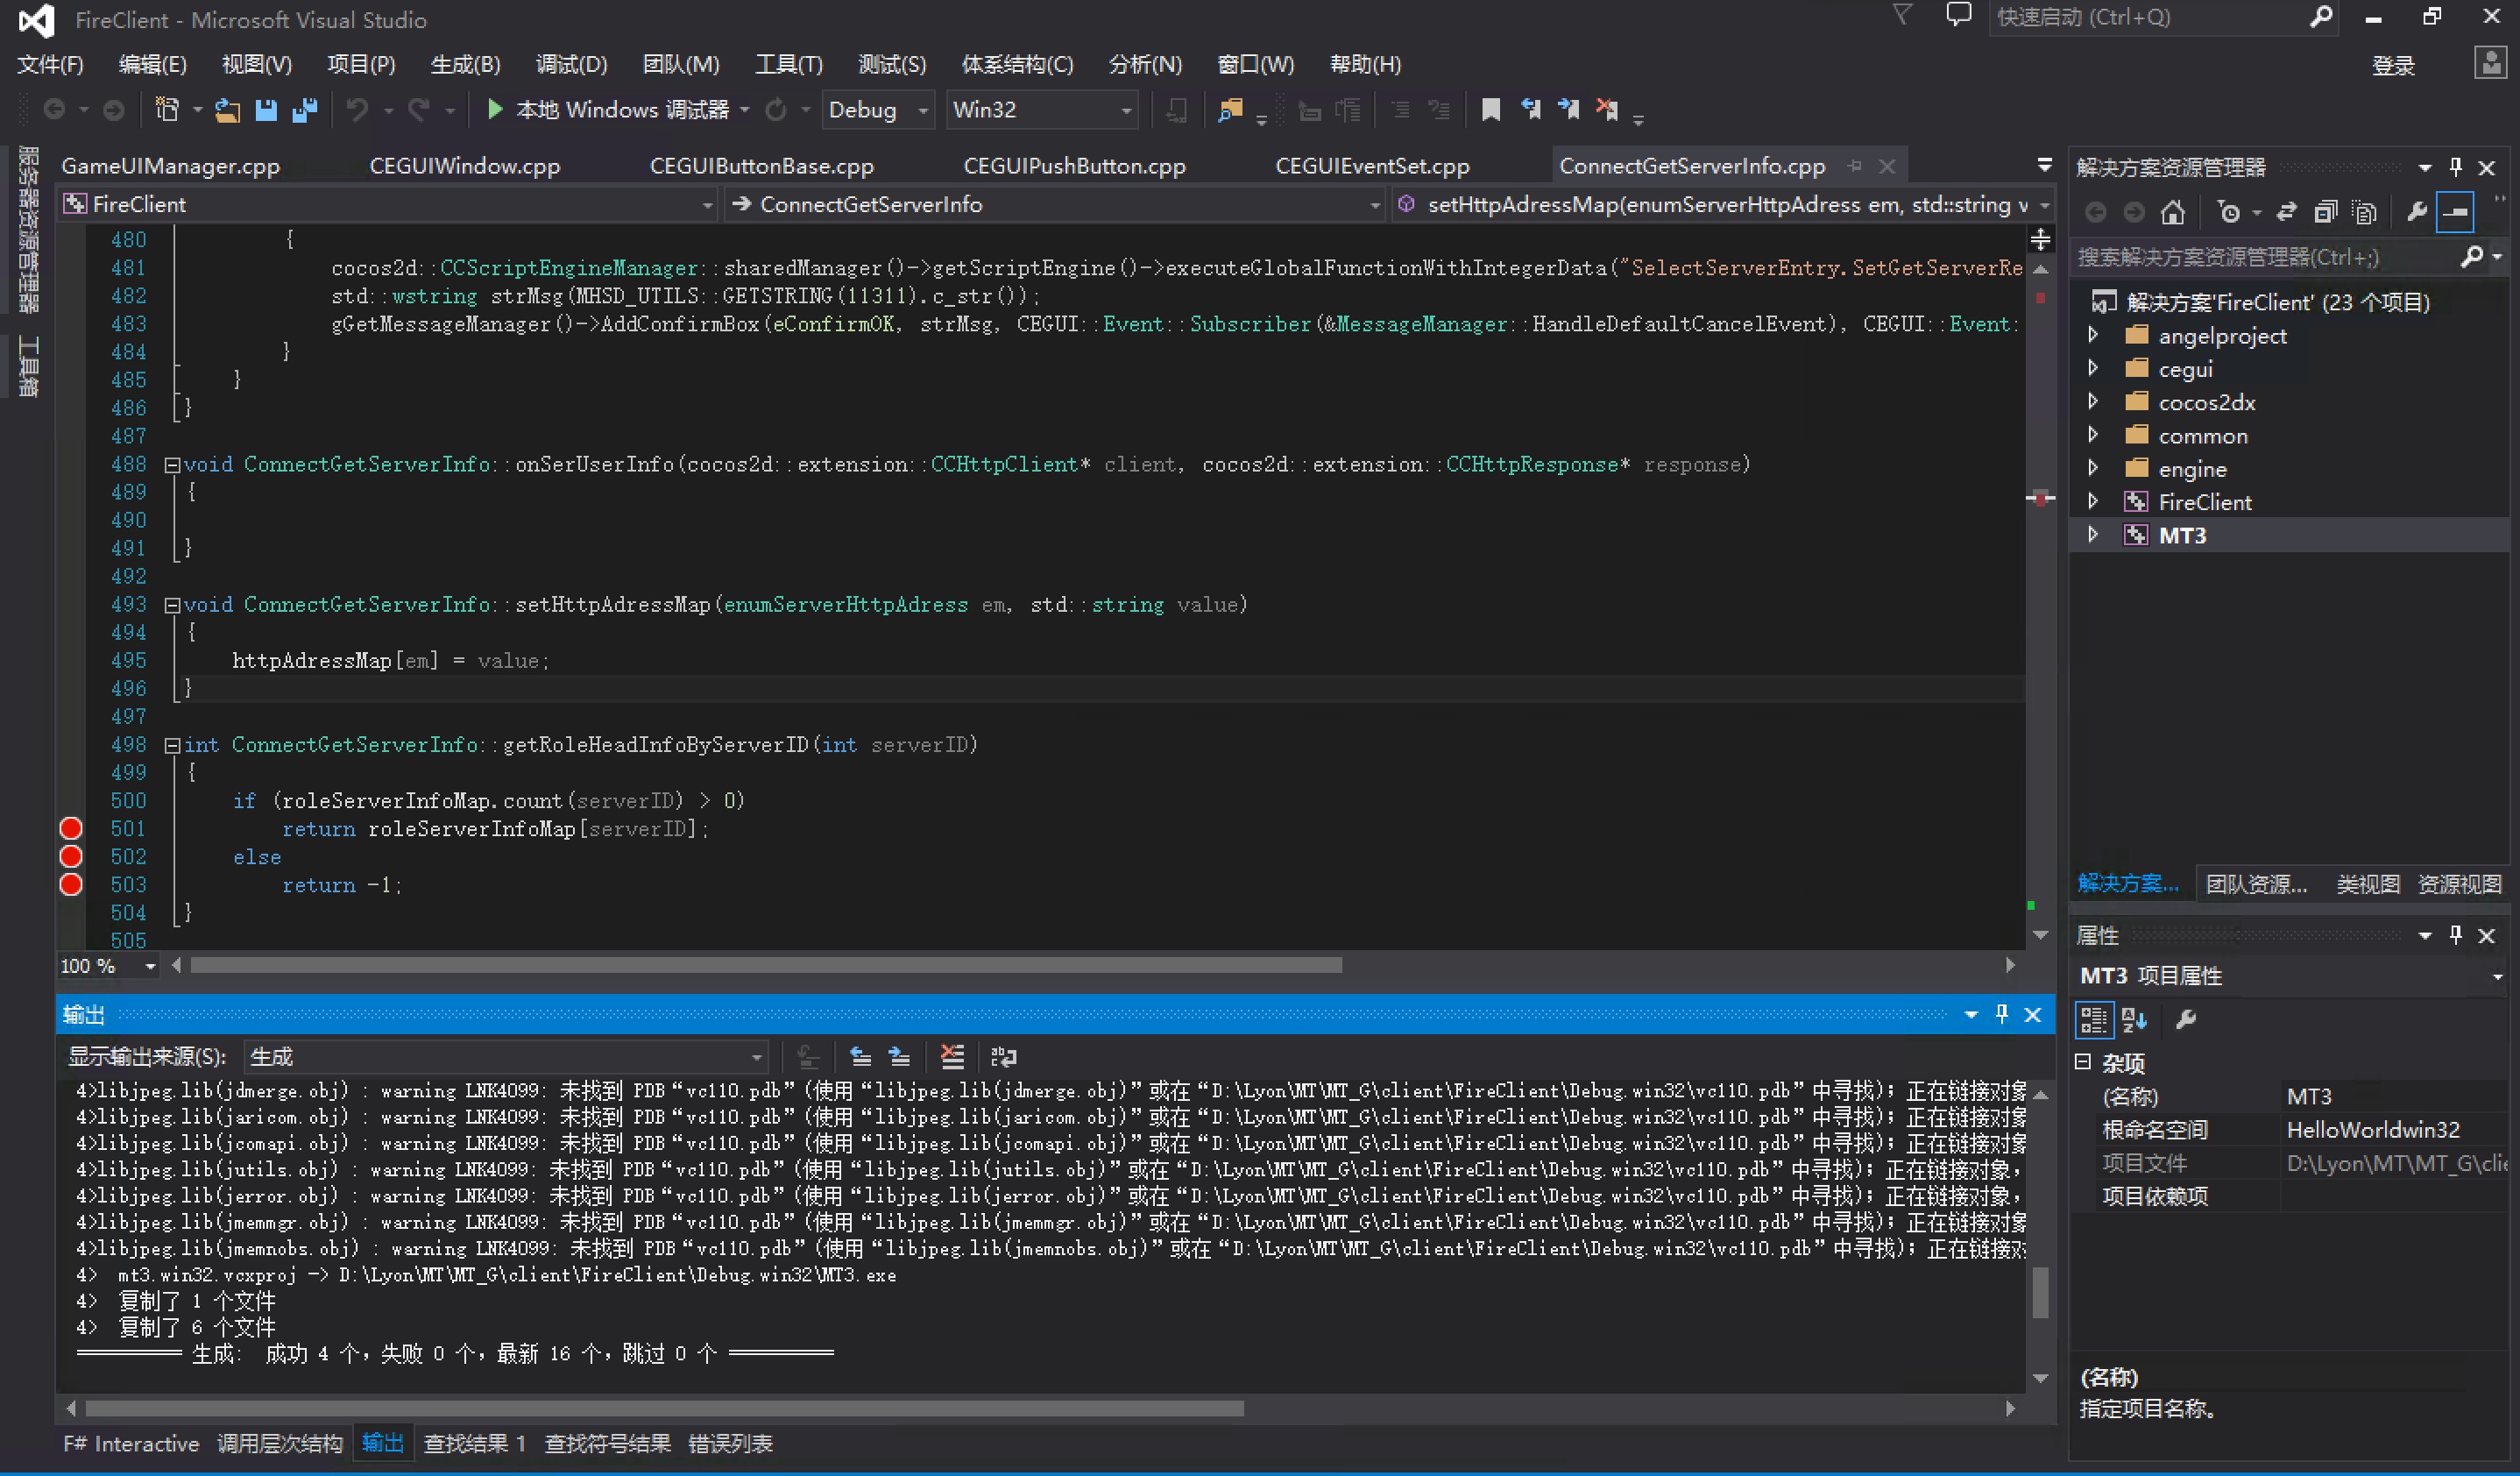 FireClient - Microsoft Visual Studio
快速启动 (Ctrl+Q)
文件(F) 编辑(E) 视图(V) 项目(P) 生成(B) 调试(D) 团队(M) 工具(T) 测试(S) 体系结构(C) 分析(N) 窗口(W) 帮助(H)
登录
本地 Windows 调试器 Debug Win32
服务器资源管理器
工具箱
GameUIManager.cpp CEGUIWindow.cpp CEGUIButtonBase.cpp CEGUIPushButton.cpp CEGUIEventSet.cpp ConnectGetServerInfo.cpp
FireClient ConnectGetServerInfo setHttpAdressMap(enumServerHttpAdress em, std::string v
480 {
481 cocos2d::CCScriptEngineManager::sharedManager()->getScriptEngine()->executeGlobalFunctionWithIntegerData("SelectServerEntry.SetGetServerRe
482 std::wstring strMsg(MHSD_UTILS::GETSTRING(11311).c_str());
483 gGetMessageManager()->AddConfirmBox(eConfirmOK, strMsg, CEGUI::Event::Subscriber(&MessageManager::HandleDefaultCancelEvent), CEGUI::Event:
484 }
485 }
486 }
487
488 void ConnectGetServerInfo::onSerUserInfo(cocos2d::extension::CCHttpClient* client, cocos2d::extension::CCHttpResponse* response)
489 {
490
491 }
492
493 void ConnectGetServerInfo::setHttpAdressMap(enumServerHttpAdress em, std::string value)
494 {
495 httpAdressMap[em] = value;
496 }
497
498 int ConnectGetServerInfo::getRoleHeadInfoByServerID(int serverID)
499 {
500 if (roleServerInfoMap.count(serverID) > 0)
501 return roleServerInfoMap[serverID];
502 else
503 return -1;
504 }
505
100 %
输出
显示输出来源(S): 生成
4>libjpeg.lib(jdmerge.obj) : warning LNK4099: 未找到 PDB“vc110.pdb”(使用“libjpeg.lib(jdmerge.obj)”或在“D:\Lyon\MT\MT_G\client\FireClient\Debug.win32\vc110.pdb”中寻找)；正在链接对象
4>libjpeg.lib(jaricom.obj) : warning LNK4099: 未找到 PDB“vc110.pdb”(使用“libjpeg.lib(jaricom.obj)”或在“D:\Lyon\MT\MT_G\client\FireClient\Debug.win32\vc110.pdb”中寻找)；正在链接对象
4>libjpeg.lib(jcomapi.obj) : warning LNK4099: 未找到 PDB“vc110.pdb”(使用“libjpeg.lib(jcomapi.obj)”或在“D:\Lyon\MT\MT_G\client\FireClient\Debug.win32\vc110.pdb”中寻找)；正在链接对象
4>libjpeg.lib(jutils.obj) : warning LNK4099: 未找到 PDB“vc110.pdb”(使用“libjpeg.lib(jutils.obj)”或在“D:\Lyon\MT\MT_G\client\FireClient\Debug.win32\vc110.pdb”中寻找)；正在链接对象，
4>libjpeg.lib(jerror.obj) : warning LNK4099: 未找到 PDB“vc110.pdb”(使用“libjpeg.lib(jerror.obj)”或在“D:\Lyon\MT\MT_G\client\FireClient\Debug.win32\vc110.pdb”中寻找)；正在链接对象，
4>libjpeg.lib(jmemmgr.obj) : warning LNK4099: 未找到 PDB“vc110.pdb”(使用“libjpeg.lib(jmemmgr.obj)”或在“D:\Lyon\MT\MT_G\client\FireClient\Debug.win32\vc110.pdb”中寻找)；正在链接对象
4>libjpeg.lib(jmemnobs.obj) : warning LNK4099: 未找到 PDB“vc110.pdb”(使用“libjpeg.lib(jmemnobs.obj)”或在“D:\Lyon\MT\MT_G\client\FireClient\Debug.win32\vc110.pdb”中寻找)；正在链接对
4> mt3.win32.vcxproj -> D:\Lyon\MT\MT_G\client\FireClient\Debug.win32\MT3.exe
4> 复制了 1 个文件
4> 复制了 6 个文件
========== 生成: 成功 4 个，失败 0 个，最新 16 个，跳过 0 个 ==========
F# Interactive 调用层次结构 输出 查找结果 1 查找符号结果 错误列表
解决方案资源管理器
搜索解决方案资源管理器(Ctrl+;)
解决方案'FireClient' (23 个项目)
angelproject
cegui
cocos2dx
common
engine
FireClient
MT3
解决方案... 团队资源... 类视图 资源视图
属性
MT3 项目属性
杂项
(名称) MT3
根命名空间 HelloWorldwin32
项目文件 D:\Lyon\MT\MT_G\clie
项目依赖项
(名称)
指定项目名称。